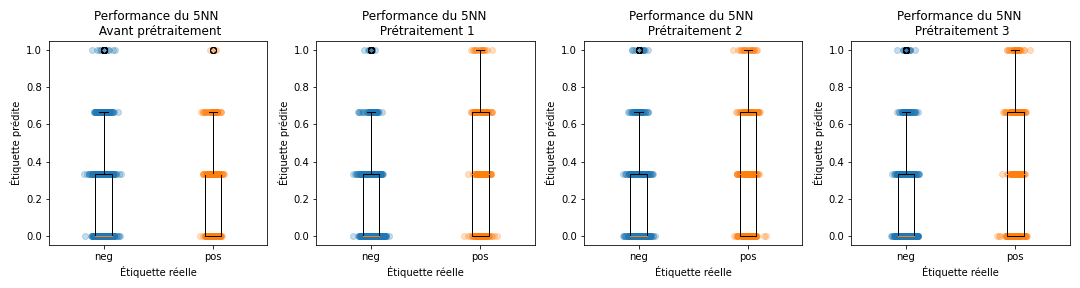 Performance du 5NN
Avant prétraitement
Étiquette prédite
1.0
0.8
0.6
0.4
0.2
0.0
neg
pos
Étiquette réelle
Performance du 5NN
Prétraitement 1
Étiquette prédite
1.0
0.8
0.6
0.4
0.2
0.0
neg
pos
Étiquette réelle
Performance du 5NN
Prétraitement 2
Étiquette prédite
1.0
0.8
0.6
0.4
0.2
0.0
neg
pos
Étiquette réelle
Performance du 5NN
Prétraitement 3
Étiquette prédite
1.0
0.8
0.6
0.4
0.2
0.0
neg
pos
Étiquette réelle